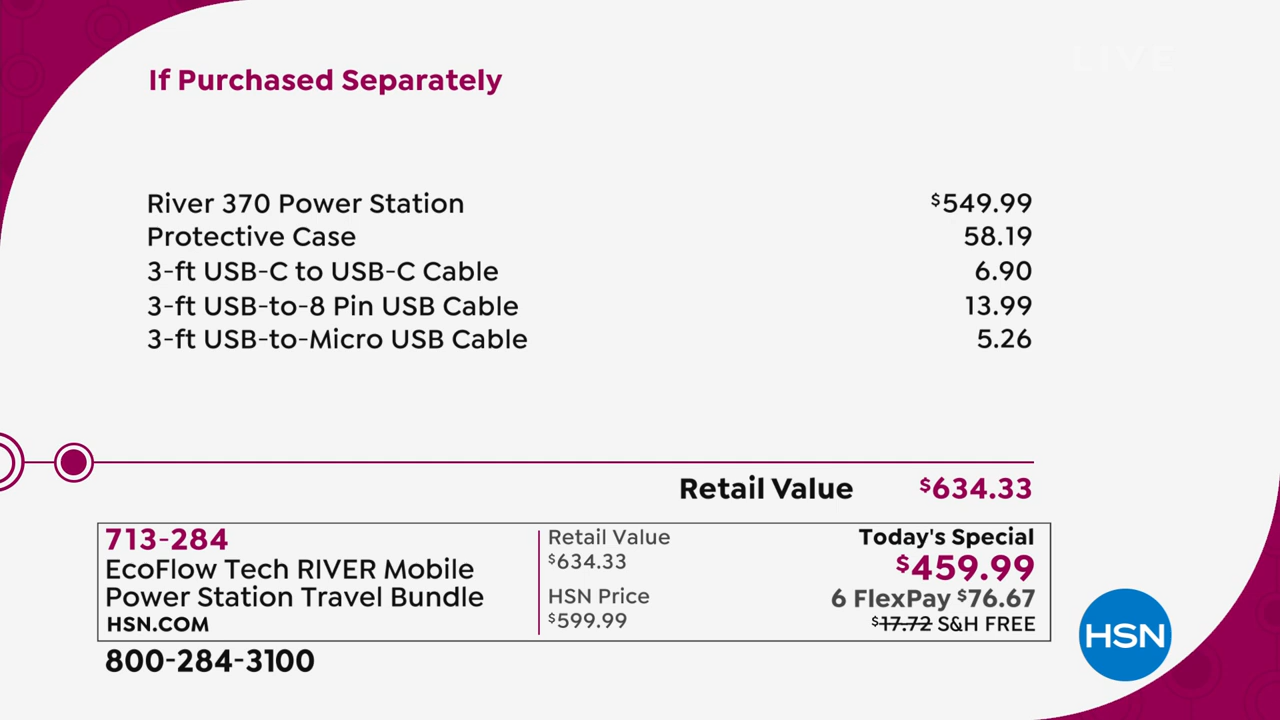 LIVE
If Purchased Separately
River 370 Power Station $549.99
Protective Case 58.19
3-ft USB-C to USB-C Cable 6.90
3-ft USB-to-8 Pin USB Cable 13.99
3-ft USB-to-Micro USB Cable 5.26
Retail Value $634.33
713-284
EcoFlow Tech RIVER Mobile
Power Station Travel Bundle
HSN.COM
Retail Value
$634.33
HSN Price
$599.99
Today's Special
$459.99
6 FlexPay $76.67
$17.72 S&H FREE
HSN
800-284-3100